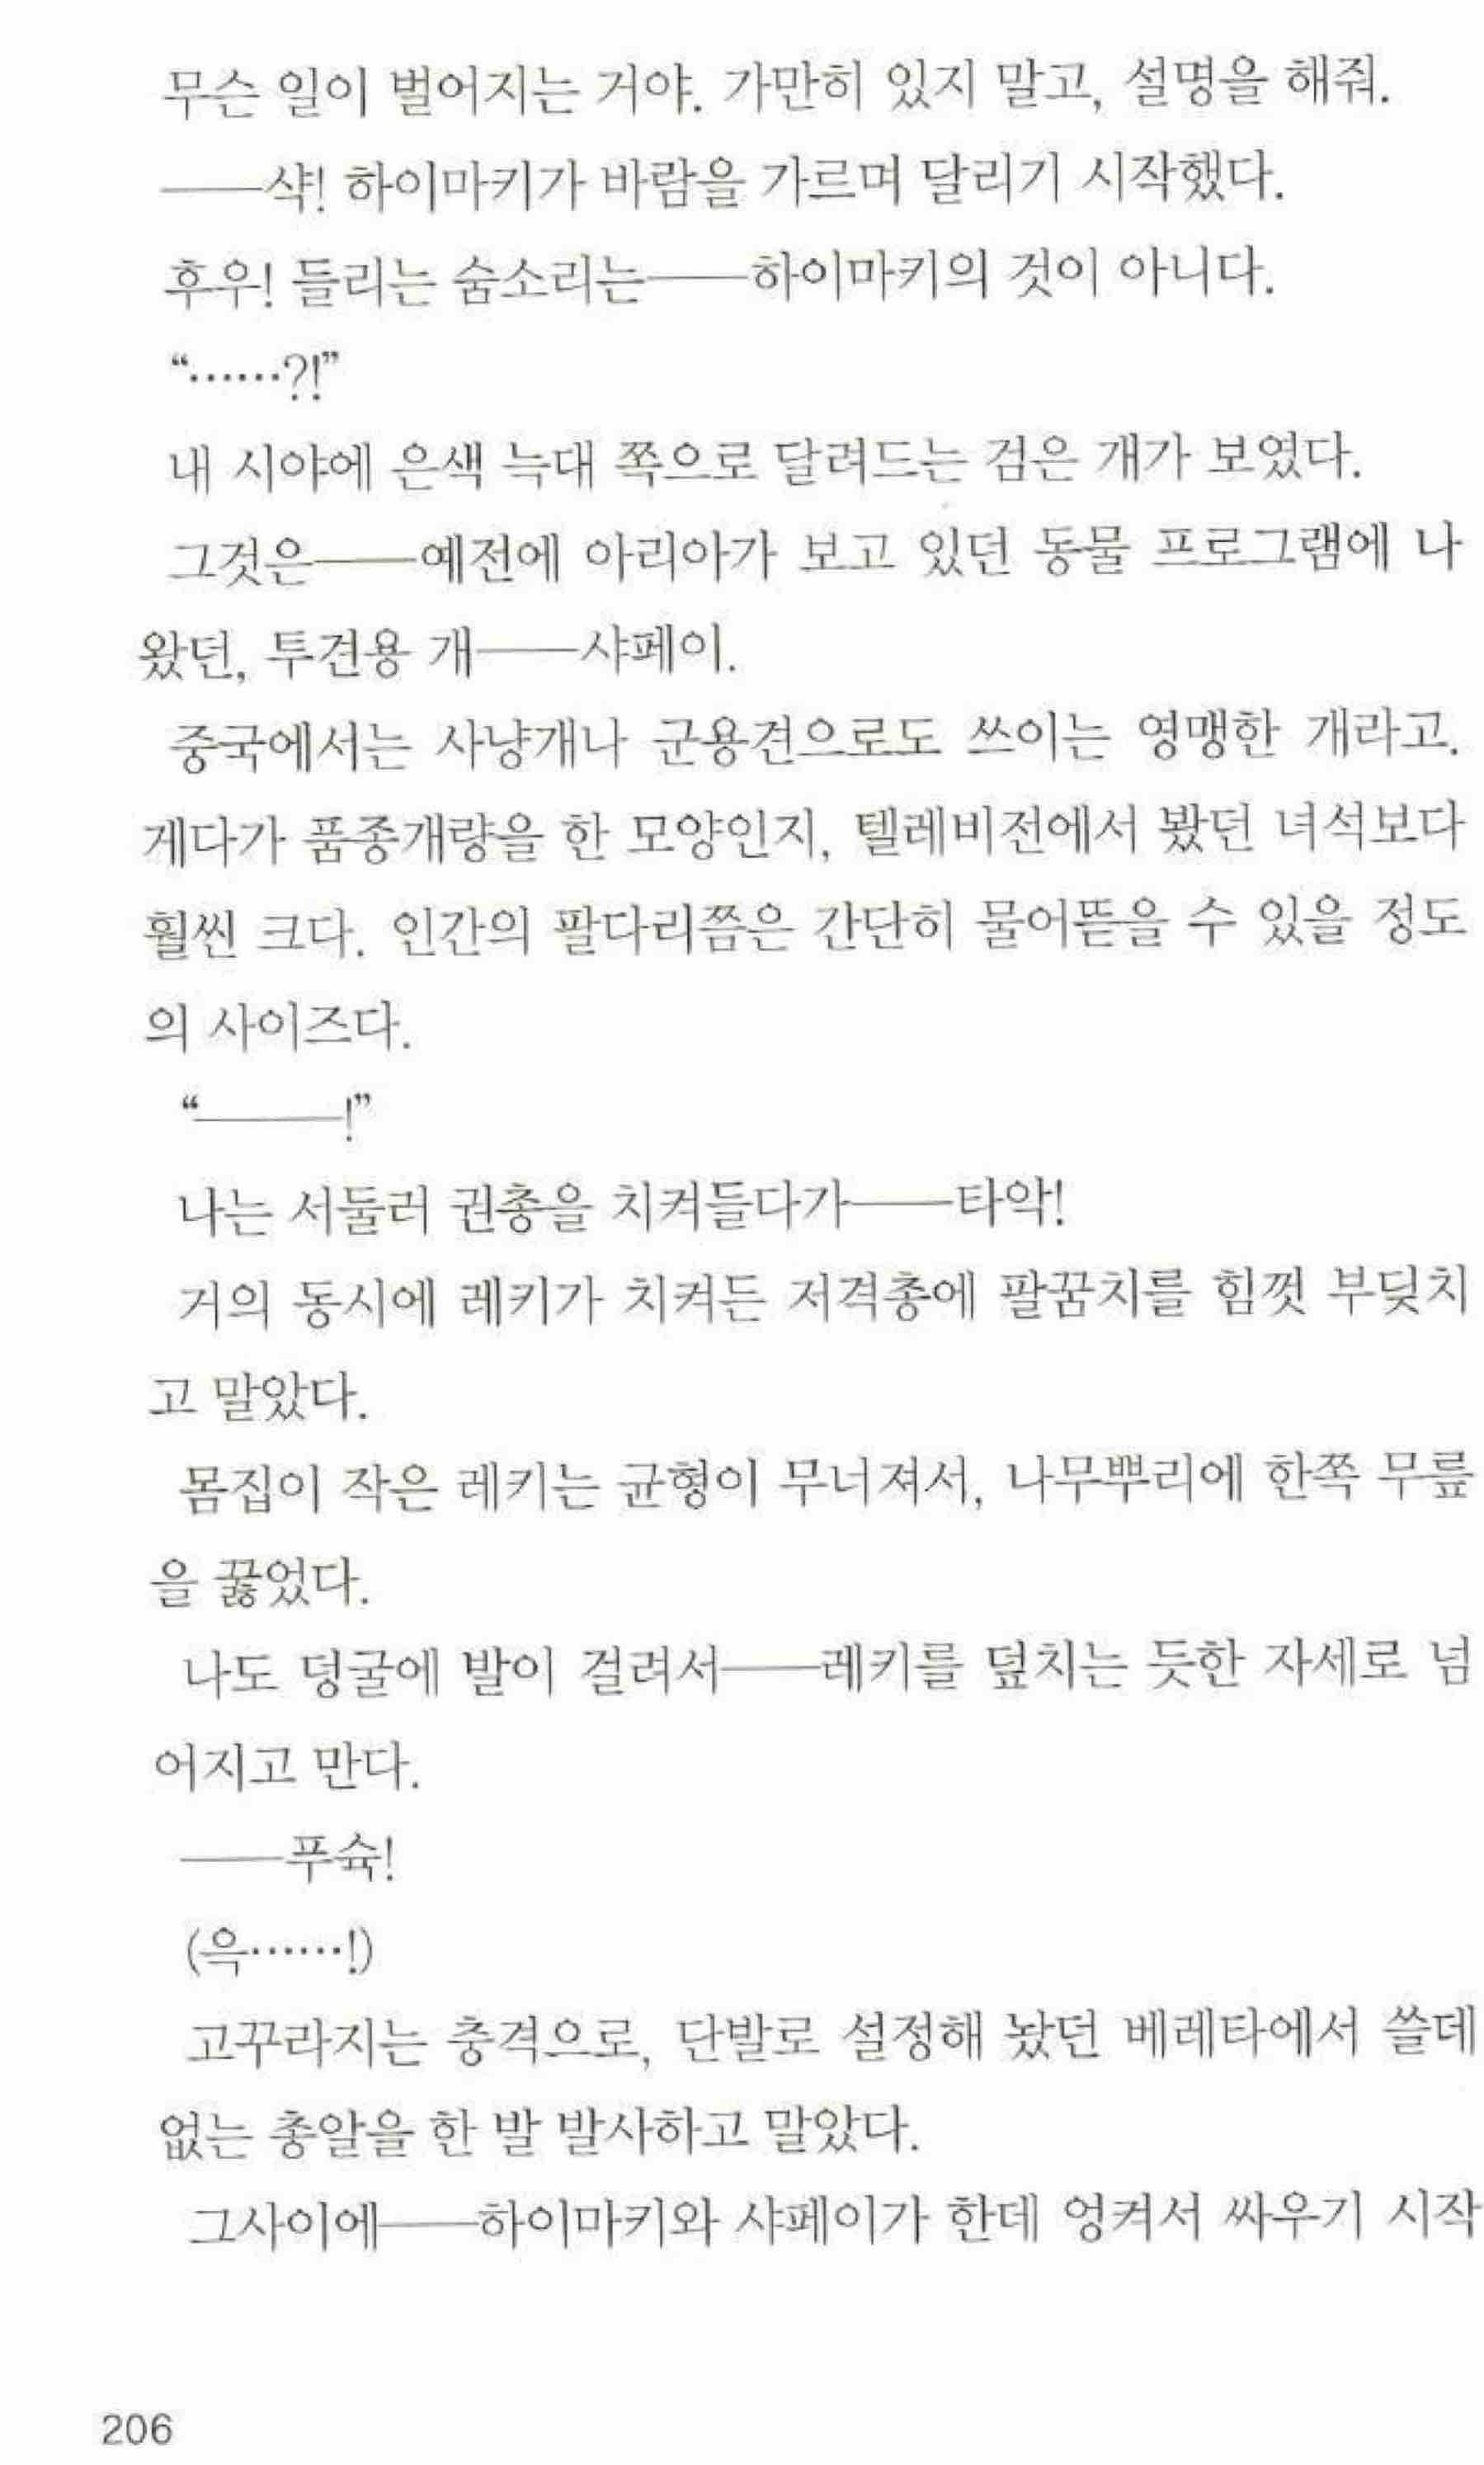 무슨 일이 벌어지는 거야. 가만히 있지 말고, 설명을 해줘.
──샥! 하이마키가 바람을 가르며 달리기 시작했다.
후우! 들리는 숨소리는──하이마키의 것이 아니다.
“……?!”
내 시야에 은색 늑대 쪽으로 달려드는 검은 개가 보였다.
그것은──예전에 아리아가 보고 있던 동물 프로그램에 나
왔던, 투견용 개──샤페이.
중국에서는 사냥개나 군용견으로도 쓰이는 영맹한 개라고.
게다가 품종개량을 한 모양인지, 텔레비전에서 봤던 녀석보다
훨씬 크다. 인간의 팔다리쯤은 간단히 물어뜯을 수 있을 정도
의 사이즈다.
“───!”
나는 서둘러 권총을 치켜들다가──타악!
거의 동시에 레키가 치켜든 저격총에 팔꿈치를 힘껏 부딪치
고 말았다.
몸집이 작은 레키는 균형이 무너져서, 나무뿌리에 한쪽 무릎
을 꿇었다.
나도 덩굴에 발이 걸려서──레키를 덮치는 듯한 자세로 넘
어지고 만다.
──푸슉!
(윽……!)
고꾸라지는 충격으로, 단발로 설정해 놨던 베레타에서 쓸데
없는 총알을 한 발 발사하고 말았다.
그사이에──하이마키와 샤페이가 한데 엉켜서 싸우기 시작
206